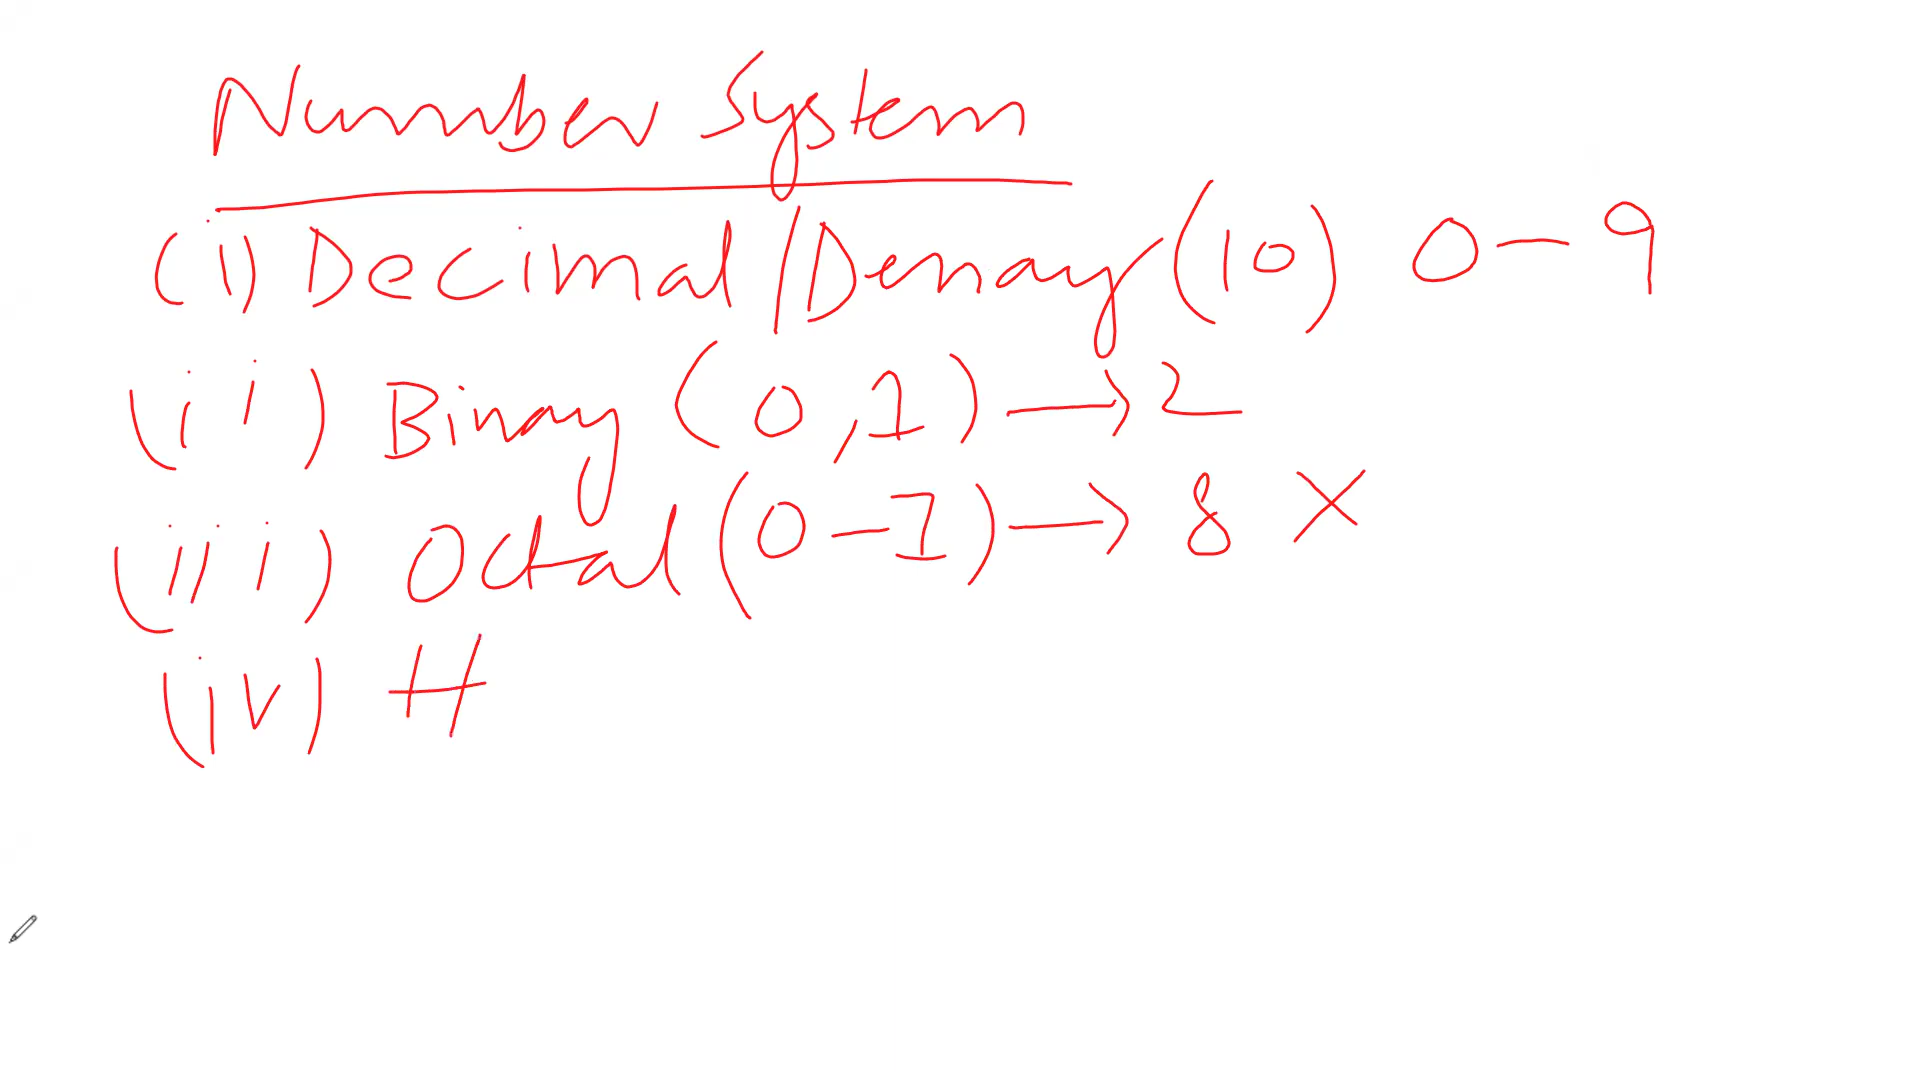 Number System
(i) Decimal/Denary (10) 0-9
(ii) Binary (0,1) → 2
(iii) Octal (0-7) → 8 X
(iv) H